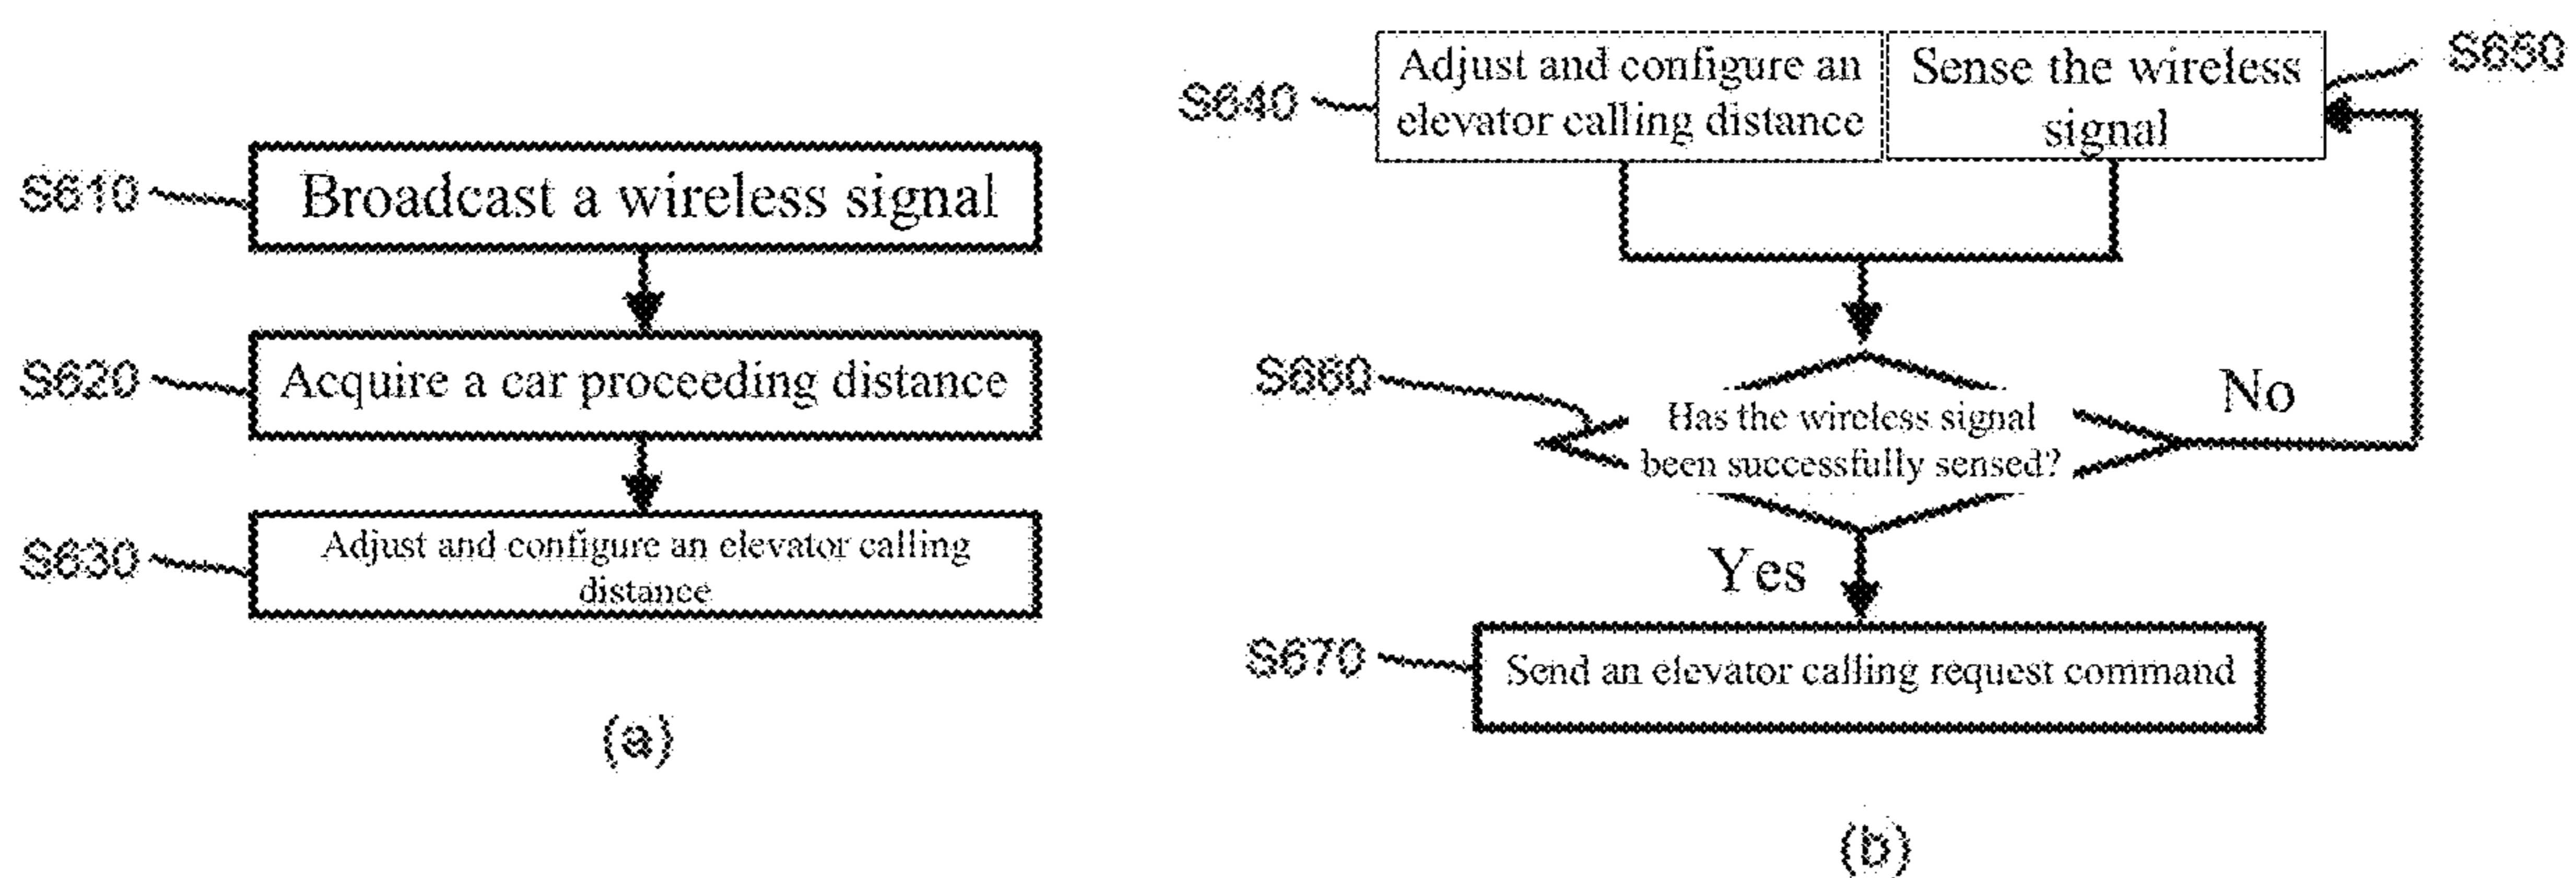 S610
Broadcast a wireless signal
S620
Acquire a car proceeding distance
S630
Adjust and configure an elevator calling
distance
(a)
S640
Adjust and configure an
elevator calling distance
Sense the wireless
signal
S650
S660
Has the wireless signal
been successfully sensed?
No
Yes
S670
Send an elevator calling request command
(b)